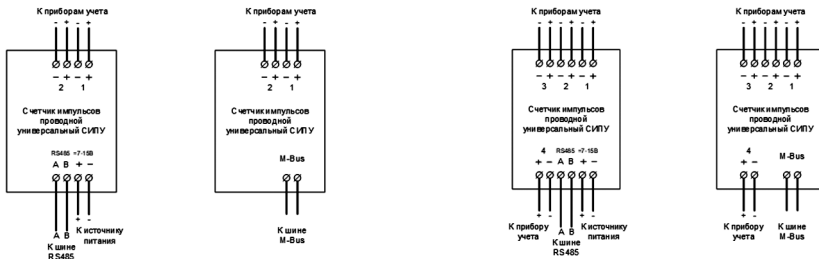 К приборам учета
- + - +
- + - +
2 1
Счетчик импульсов
проводной
универсальный СИПУ
RS485 =7-15В
A B + -
+ -
A B
К источнику
питания
К шине
RS485
К приборам учета
- + - +
- + - +
2 1
Счетчик импульсов
проводной
универсальный СИПУ
M-Bus
К шине
M-Bus
К приборам учета
- + - + - +
- + - + - +
3 2 1
Счетчик импульсов
проводной
универсальный СИПУ
4 RS485 =7-15В
+ - A B + -
+ - + -
К прибору
учета
A B
К шине
RS485
К источнику
питания
К приборам учета
- + - + - +
- + - + - +
3 2 1
Счетчик импульсов
проводной
универсальный СИПУ
4 M-Bus
+ -
+ -
К прибору
учета
К шине
M-Bus